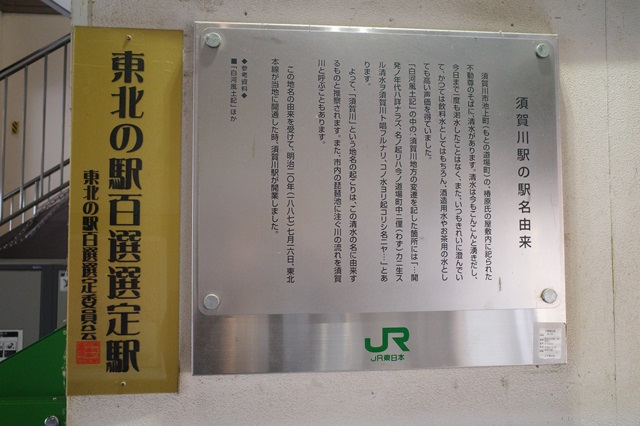 須賀川駅の駅名由来
須賀川市池上町（もとの道場町）の、椿原氏の屋敷内に祀られた
不動尊のそばに、清水があります。清水は今もこんこんと湧きだし、
今日まで一度も渇水したことはなく、また、いつもきれいに澄んでい
て、かつては飲料水としてはもちろん、酒造用水やお茶用の水とし
ても高い声価を得ていました。
「白河風土記」の中の、須賀川地方の変遷を記した箇所には「…開
発ノ年代ハ詳ナラズ、名ノ起リハ今ノ道場町中ニ僅（わず）カニ生ス
ル清水ヲ須賀川ト唱フルナリ、コノ水ヨリ起コリシ名ニヤ…」とあ
ります。
よって、「須賀川」という地名の起こりは、この清水の名に由来す
るものと推察されます。また、市内の琵琶池に注ぐ川の流れを須賀
川と呼ぶこともあります。
この地名の由来を受けて、明治二〇年（一八八七）七月一六日、東北
本線が当地に開通した時、須賀川駅が開業しました。
◆参考資料◆
■「白河風土記」ほか
JR
JR東日本
東北の駅百選選定駅
東北の駅百選選定委員会